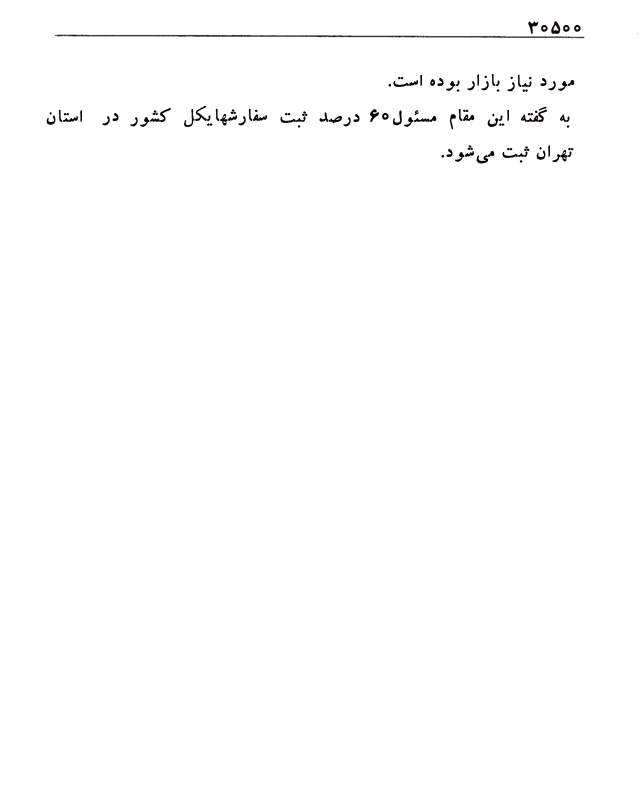 ۳۰۵۰۰
مورد نیاز بازار بوده است.
به گفته این مقام مسئول۶۰ درصد ثبت سفارشهایکل کشور در استان
تهران ثبت می‌شود.